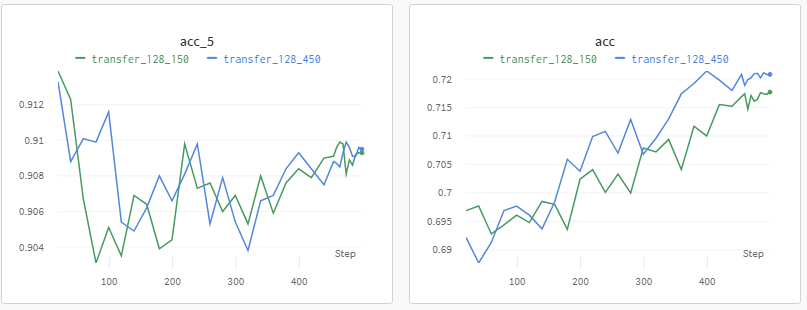 acc_5
transfer_128_150 transfer_128_450
0.912
0.91
0.908
0.906
0.904
Step
100 200 300 400
acc
transfer_128_150 transfer_128_450
0.72
0.715
0.71
0.705
0.7
0.695
0.69
Step
100 200 300 400